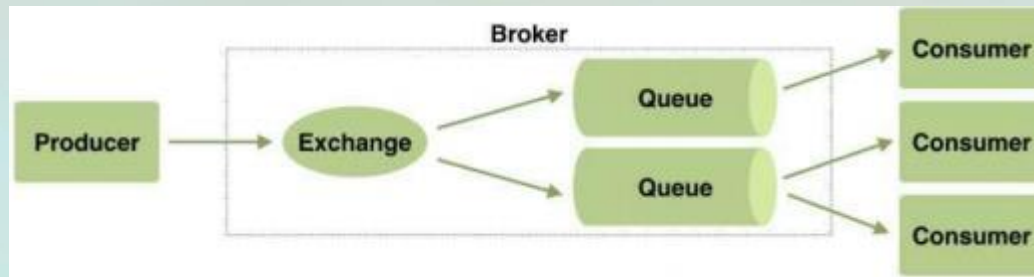 Broker
Consumer
Queue
Producer
Exchange
Consumer
Queue
Consumer